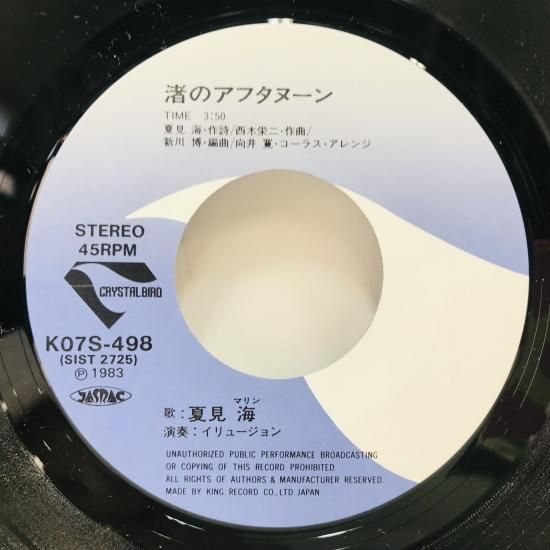 渚のアフタヌーン
TIME 3:50
夏見 海・作詩/西木栄二・作曲/
新川 博・編曲/向井 寛・コーラス・アレンジ
STEREO
45RPM
CRYSTALBIRD
K07S-498
(SIST 2725)
Ⓟ 1983
JASRAC
マリン
歌:夏見 海
演奏:イリュージョン
UNAUTHORIZED PUBLIC PERFORMANCE BROADCASTING
OR COPYING OF THIS RECORD PROHIBITED.
ALL RIGHTS OF AUTHORS & MANUFACTURER RESERVED.
MADE BY KING RECORD CO., LTD JAPAN